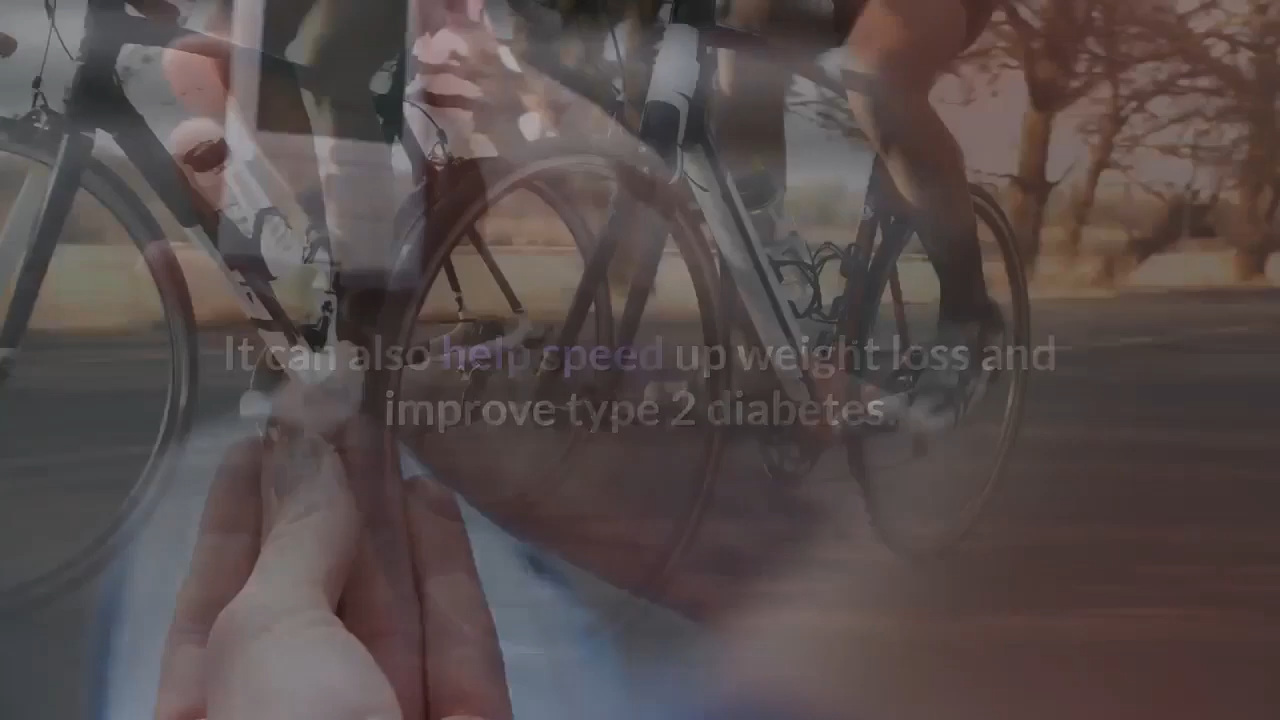 It can also help speed up weight loss and
improve type 2 diabetes.